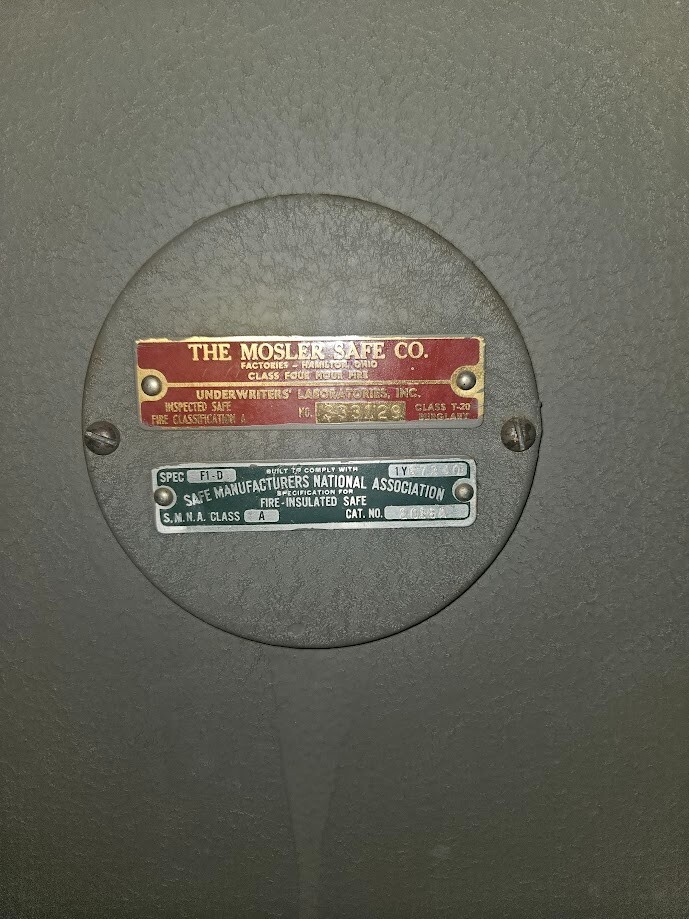 THE MOSLER SAFE CO.
FACTORIES - HAMILTON, OHIO
CLASS FOUR HOUR FIRE
UNDERWRITERS' LABORATORIES, INC.
INSPECTED SAFE NO. CLASS T-20
FIRE CLASSIFICATION A BURGLARY
SPEC F1-D BUILT TO COMPLY WITH
SAFE MANUFACTURERS NATIONAL ASSOCIATION
SPECIFICATION FOR
FIRE-INSULATED SAFE
S.M.N.A. CLASS A CAT. NO.